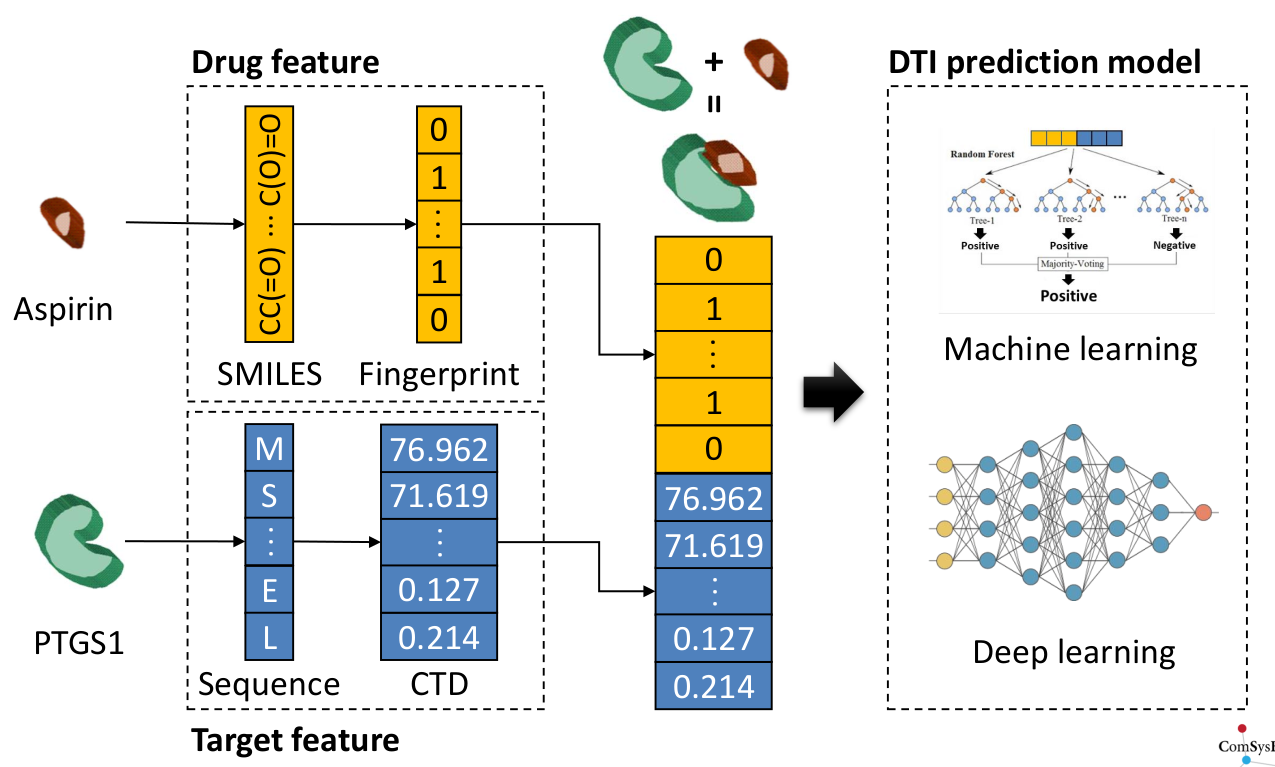 Drug feature
Aspirin
CC(=O) ... C(O)=O
SMILES
0
1
⋮
1
0
Fingerprint
PTGS1
M
S
⋮
E
L
Sequence
76.962
71.619
⋮
0.127
0.214
CTD
Target feature
+
=
0
1
⋮
1
0
76.962
71.619
⋮
0.127
0.214
DTI prediction model
Random Forest
...
Tree-1 Tree-2 Tree-n
Positive Positive Negative
Majority-Voting
Positive
Machine learning
Deep learning
ComSysI